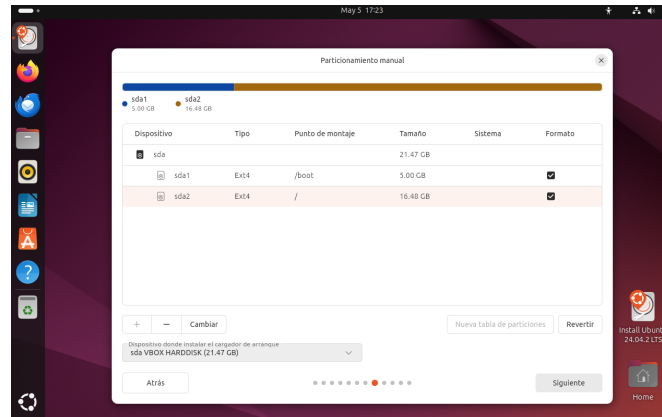 May 5 17:23
Particionamiento manual
sda1
5.00 GB
sda2
16.48 GB
Dispositivo Tipo Punto de montaje Tamaño Sistema Formato
sda 21.47 GB
sda1 Ext4 /boot 5.00 GB
sda2 Ext4 / 16.48 GB
+ − Cambiar Nueva tabla de particiones Revertir
Dispositivo donde instalar el cargador de arranque
sda VBOX HARDDISK (21.47 GB)
Atrás Siguiente
Install Ubun
24.04.2 LTS
Home